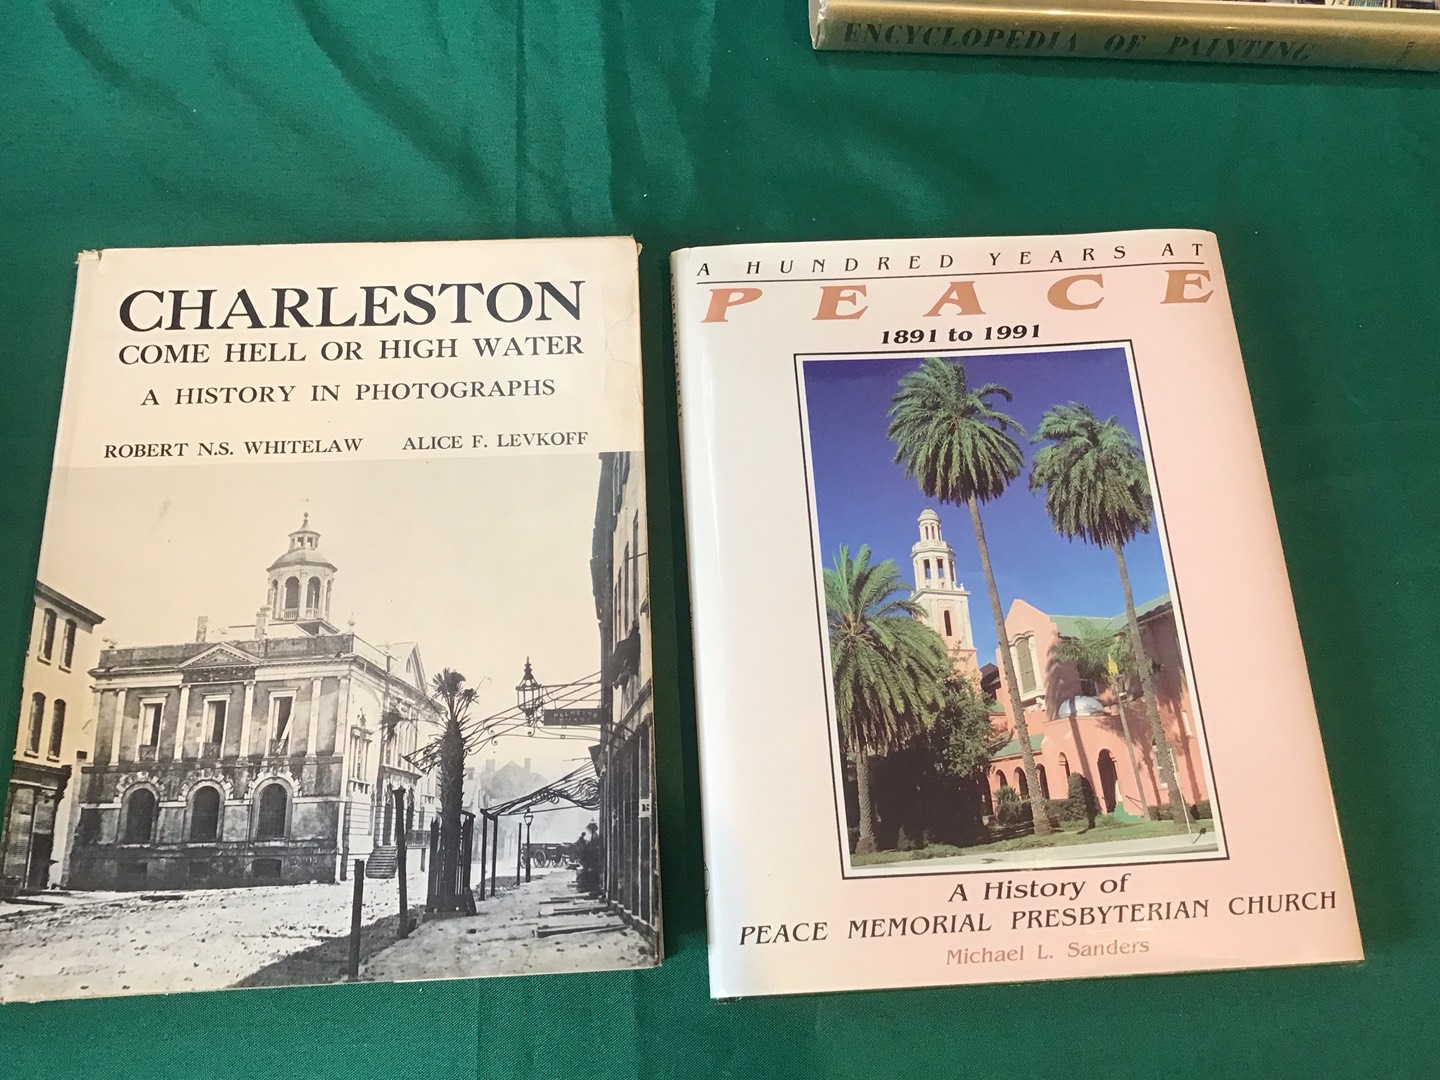 ENCYCLOPEDIA OF PAINTING
CHARLESTON
COME HELL OR HIGH WATER
A HISTORY IN PHOTOGRAPHS
ROBERT N.S. WHITELAW ALICE F. LEVKOFF
A HUNDRED YEARS AT
PEACE
1891 to 1991
A History of
PEACE MEMORIAL PRESBYTERIAN CHURCH
Michael L. Sanders